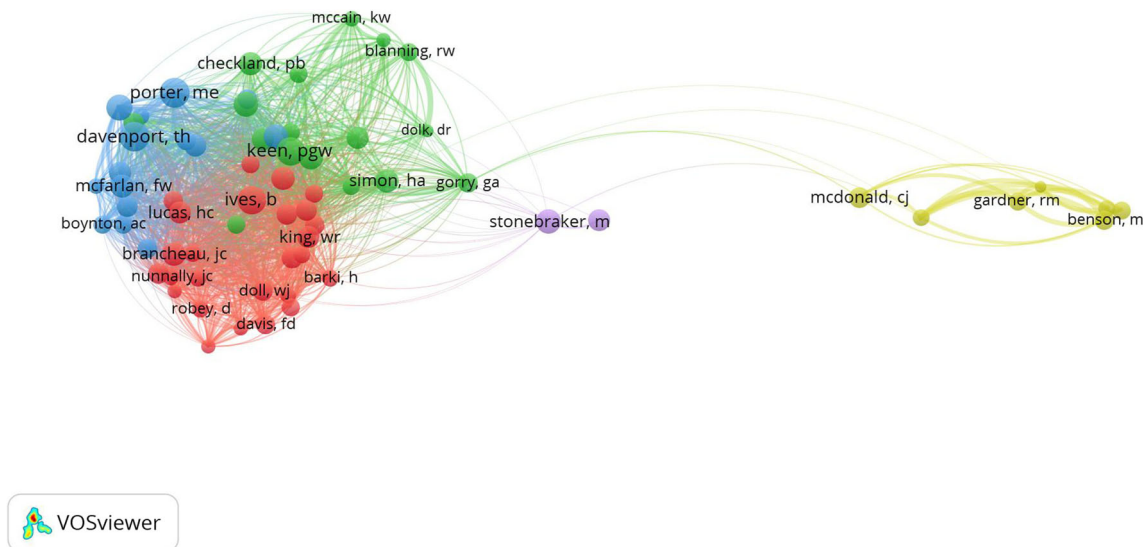 mccain, kw
blanning, rw
checkland, pb
porter, me
dolk, dr
davenport, th
keen, pgw
simon, ha
gorry, ga
mcfarlan, fw
ives, b
mcdonald, cj
gardner, rm
lucas, hc
boynton, ac
stonebraker, m
benson, m
king, wr
brancheau, jc
nunnally, jc
barki, h
doll, wj
robey, d
davis, fd
VOSviewer